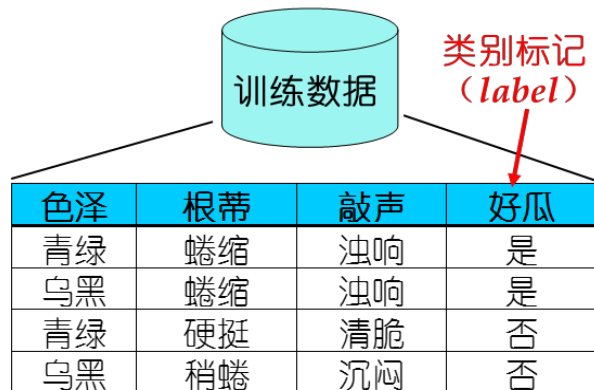 训练数据
类别标记
（label）
色泽 根蒂 敲声 好瓜
青绿 蜷缩 浊响 是
乌黑 蜷缩 浊响 是
青绿 硬挺 清脆 否
乌黑 稍蜷 沉闷 否